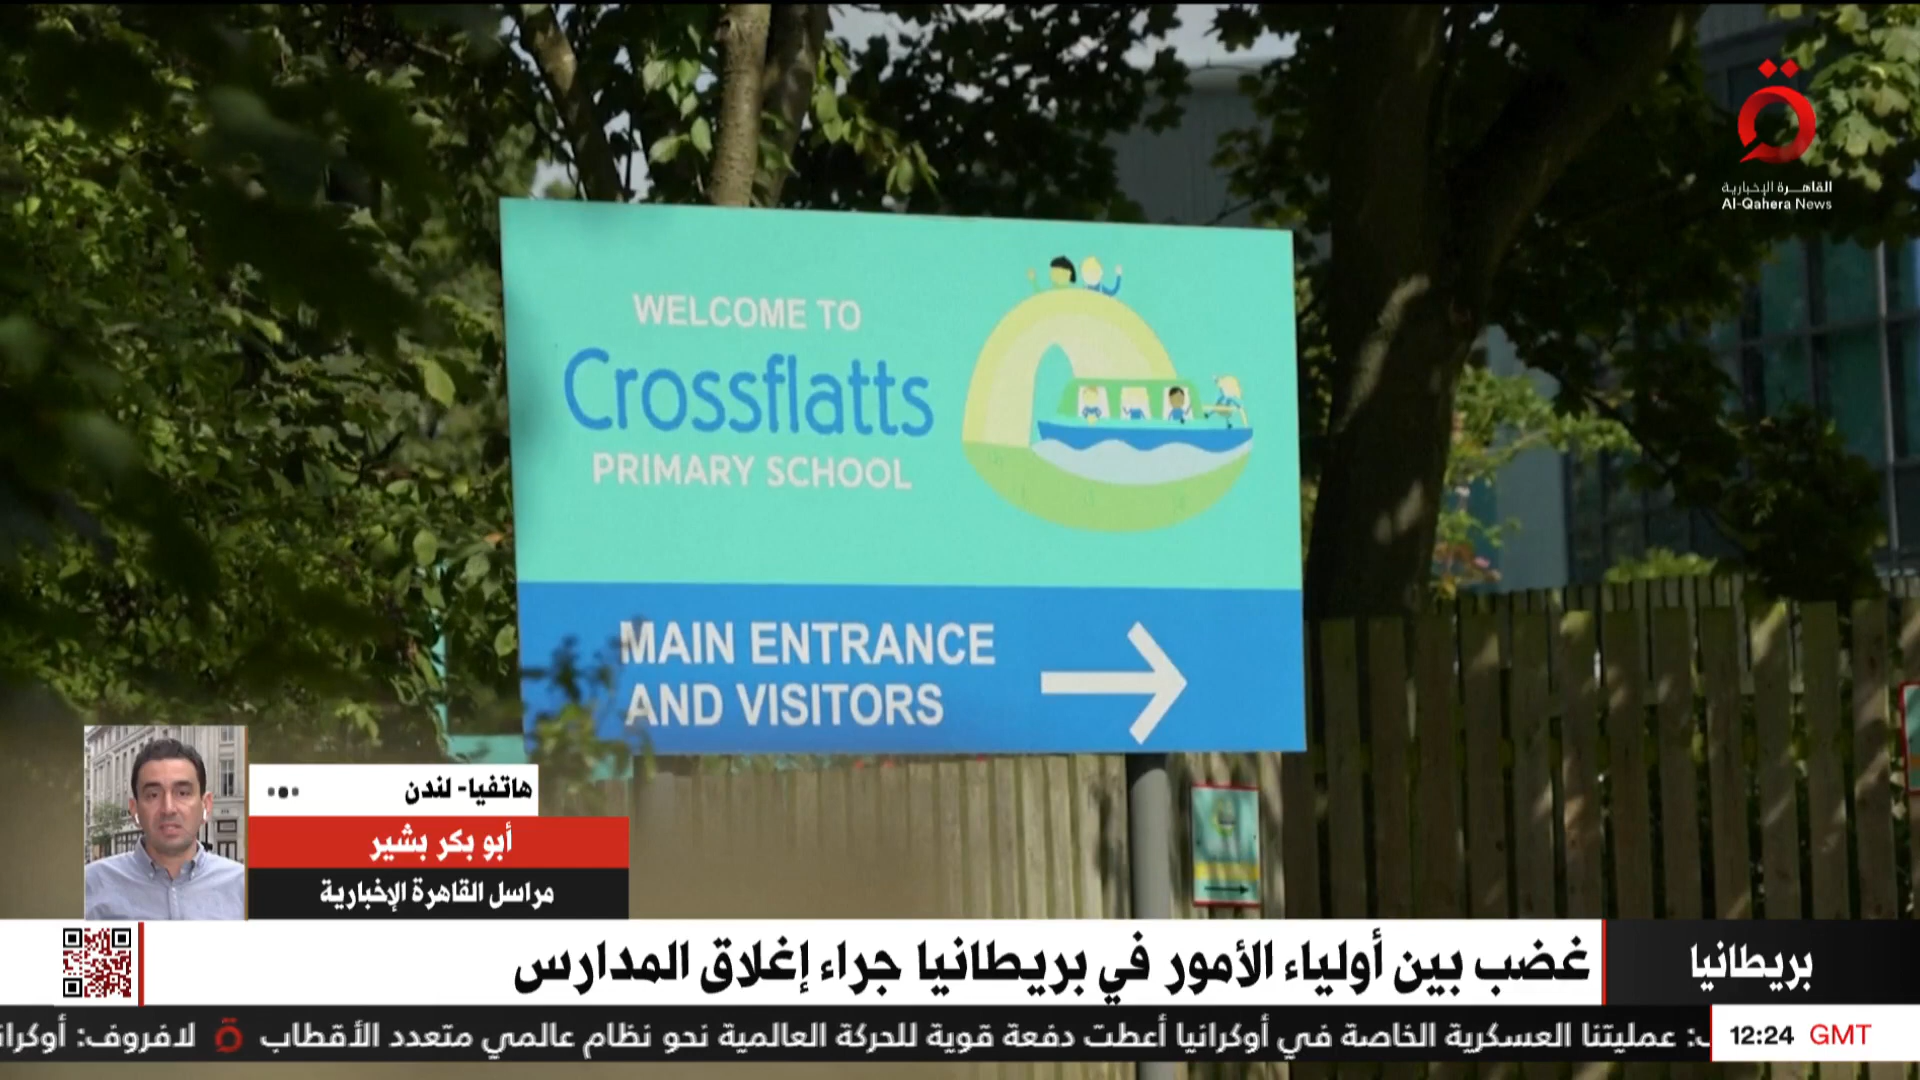 القاهرة الإخبارية
Al-Qahera News
WELCOME TO
Crossflatts
PRIMARY SCHOOL
MAIN ENTRANCE
AND VISITORS
هاتفيا- لندن
أبو بكر بشير
مراسل القاهرة الإخبارية
بريطانيا
غضب بين أولياء الأمور في بريطانيا جراء إغلاق المدارس
عمليتنا العسكرية الخاصة في أوكرانيا أعطت دفعة قوية للحركة العالمية نحو نظام عالمي متعدد الأقطاب
لافروف:
12:24 GMT